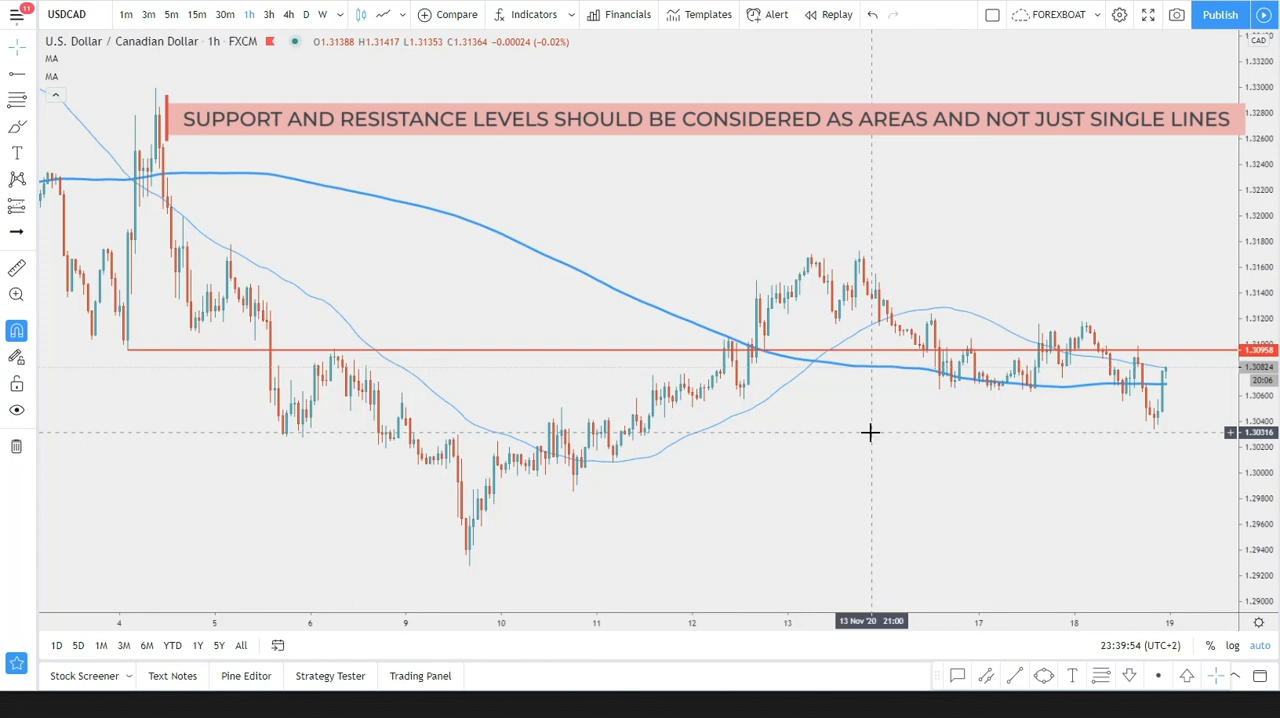 11
USDCAD 1m 3m 5m 15m 30m 1h 3h 4h D W Compare Indicators Financials Templates Alert Replay FOREXBOAT Publish
U.S. Dollar / Canadian Dollar · 1h · FXCM O1.31388 H1.31417 L1.31353 C1.31364 −0.00024 (−0.02%)
CAD
MA
MA
SUPPORT AND RESISTANCE LEVELS SHOULD BE CONSIDERED AS AREAS AND NOT JUST SINGLE LINES
1.33200
1.33000
1.32800
1.32600
1.32400
1.32200
1.32000
1.31800
1.31600
1.31400
1.31200
1.30958
1.30824
20:06
1.30600
1.30400
1.30316
1.30200
1.30000
1.29800
1.29600
1.29400
1.29200
1.29000
4 5 6 9 10 11 12 13 13 Nov '20 21:00 17 18 19
1D 5D 1M 3M 6M YTD 1Y 5Y All 23:39:54 (UTC+2) % log auto
Stock Screener Text Notes Pine Editor Strategy Tester Trading Panel T